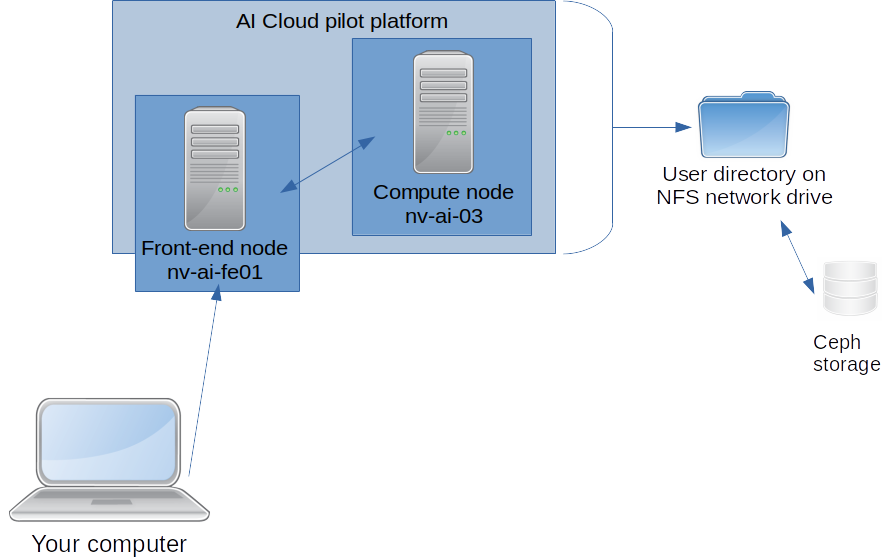 AI Cloud pilot platform
Compute node
nv-ai-03
Front-end node
nv-ai-fe01
User directory on
NFS network drive
Ceph
storage
Your computer